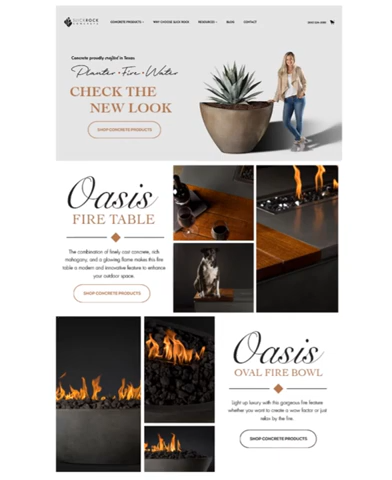 SLICK ROCK
CONCRETE
CONCRETE PRODUCTS
WHY CHOOSE SLICK ROCK
RESOURCES
BLOG
CONTACT
Concrete proudly crafted in Texas
Planter • Fire • Water
CHECK THE
NEW LOOK
SHOP CONCRETE PRODUCTS
Oasis
FIRE TABLE
The combination of finely cast concrete, rich
mahogany, and a glowing flame makes this fire
table a modern and innovative feature to enhance
your outdoor space.
SHOP CONCRETE PRODUCTS
Oasis
OVAL FIRE BOWL
Light up luxury with this gorgeous fire feature
whether you want to create a wow-factor or just
relax by the fire.
SHOP CONCRETE PRODUCTS